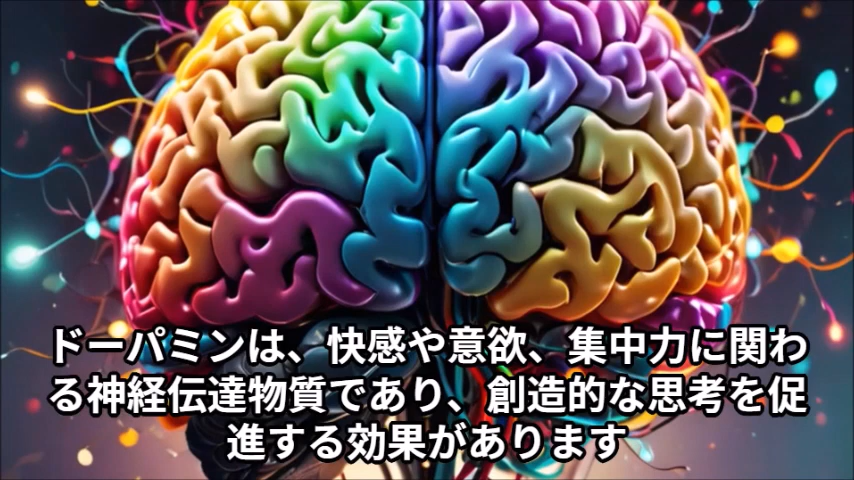 ドーパミンは、快感や意欲、集中力に関わ
る神経伝達物質であり、創造的な思考を促
進する効果があります